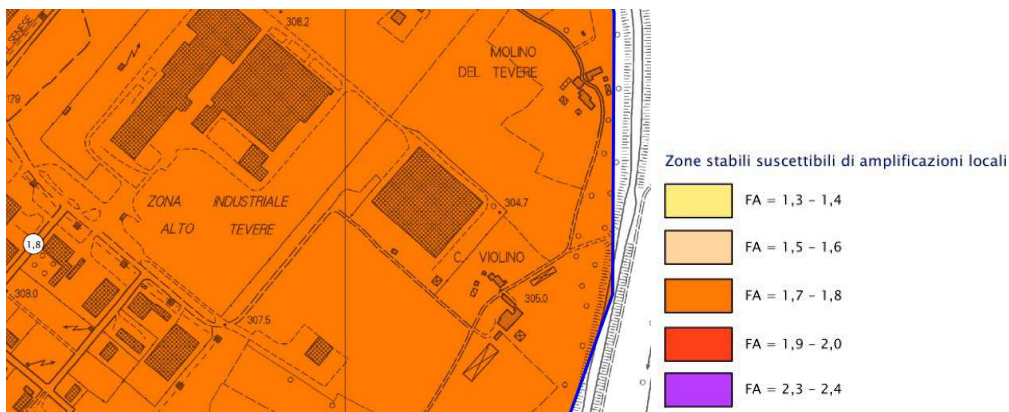 308.2
MOLINO
DEL TEVERE
ZONA INDUSTRIALE
ALTO TEVERE
304.7
1,8
C. VIOLINO
308.0
305.0
307.5
Zone stabili suscettibili di amplificazioni locali
FA = 1,3 – 1,4
FA = 1,5 – 1,6
FA = 1,7 – 1,8
FA = 1,9 – 2,0
FA = 2,3 – 2,4